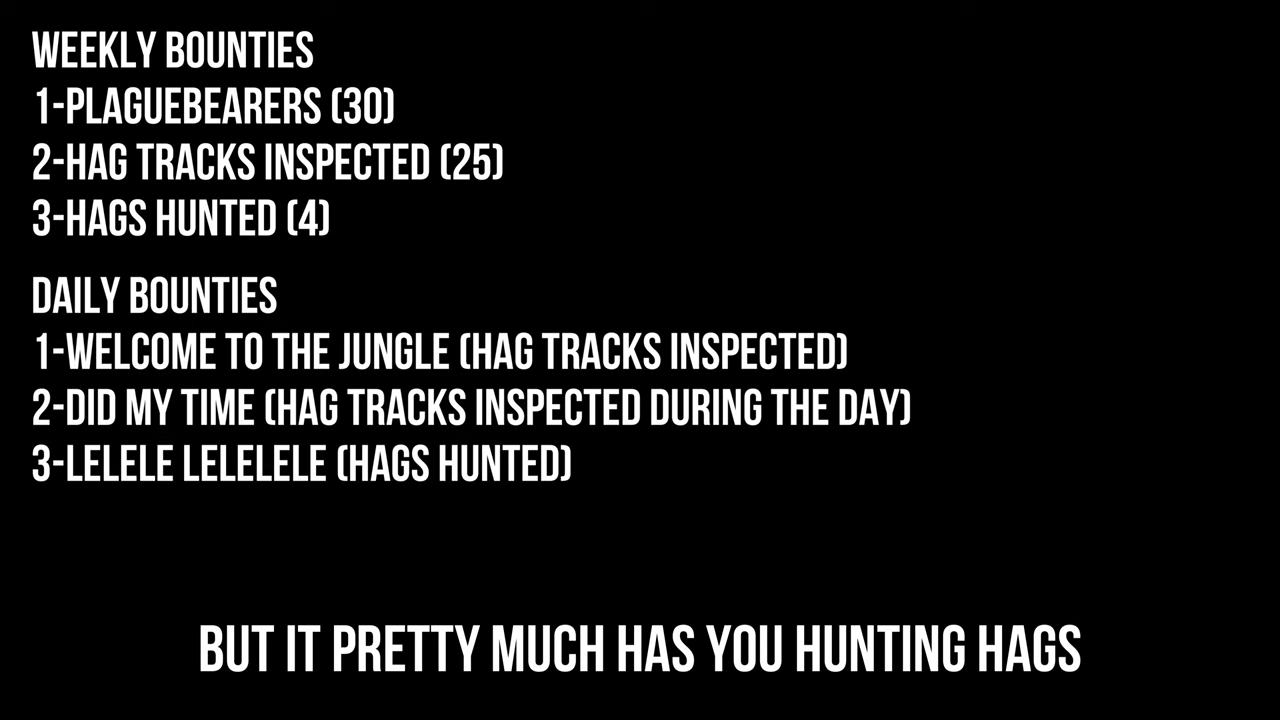 WEEKLY BOUNTIES
1-PLAGUEBEARERS (30)
2-HAG TRACKS INSPECTED (25)
3-HAGS HUNTED (4)
DAILY BOUNTIES
1-WELCOME TO THE JUNGLE (HAG TRACKS INSPECTED)
2-DID MY TIME (HAG TRACKS INSPECTED DURING THE DAY)
3-LELELE LELELELE (HAGS HUNTED)
BUT IT PRETTY MUCH HAS YOU HUNTING HAGS